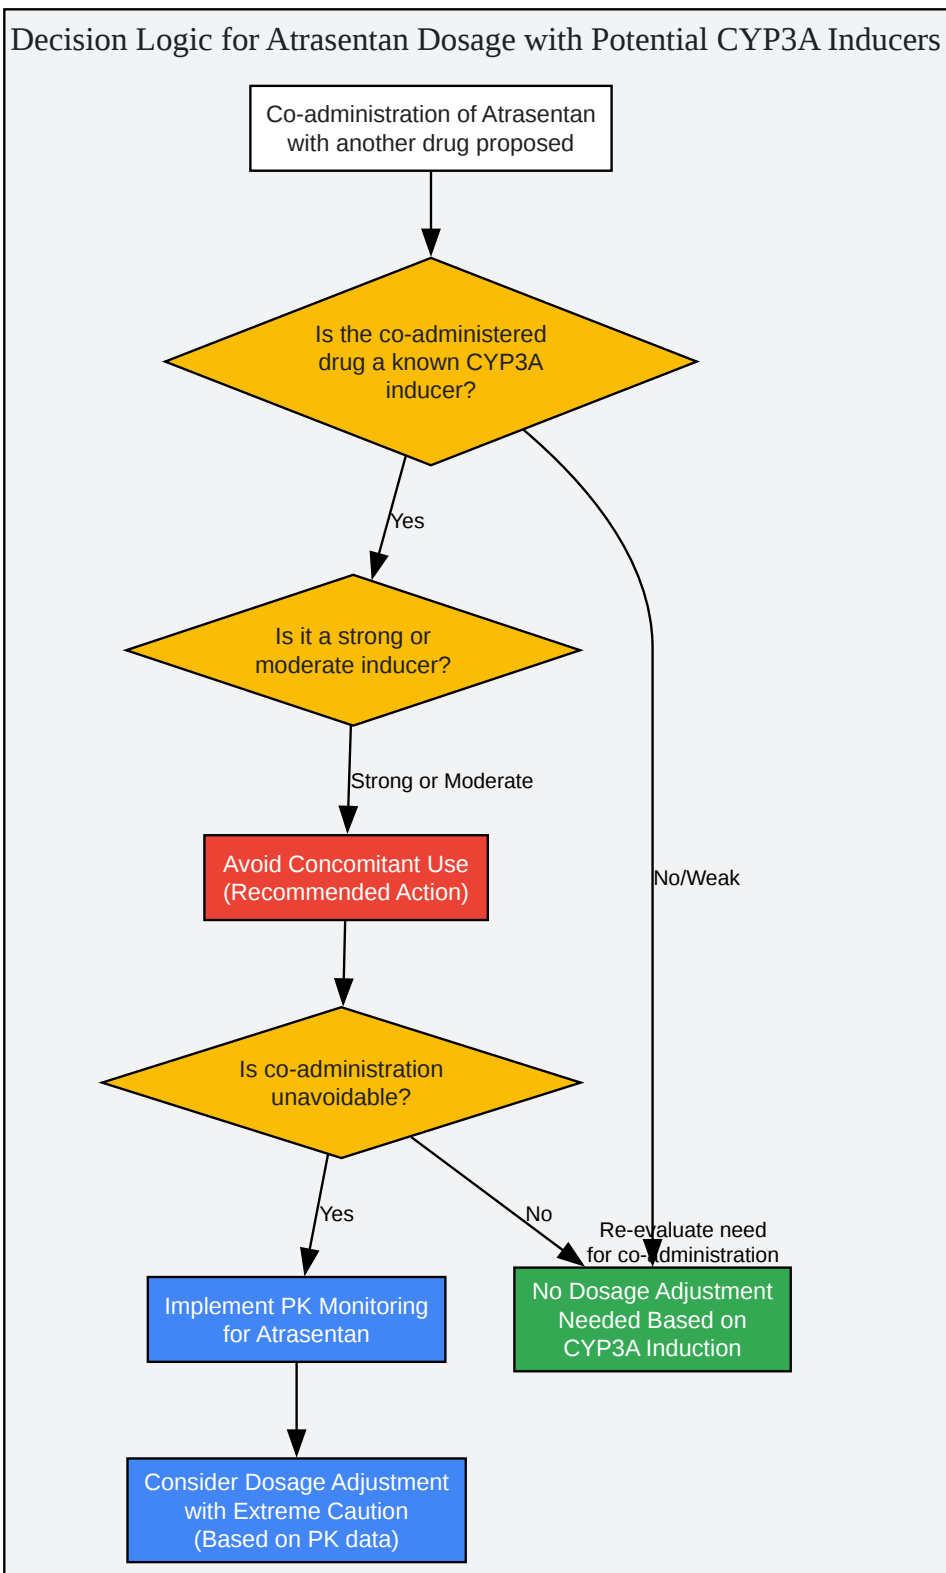 Decision Logic for Atrasentan Dosage with Potential CYP3A Inducers
Co-administration of Atrasentan
with another drug proposed
Is the co-administered
drug a known CYP3A
inducer?
Yes
Is it a strong or
moderate inducer?
Strong or Moderate
Avoid Concomitant Use
(Recommended Action)
No/Weak
Is co-administration
unavoidable?
Yes
No
Re-evaluate need
for co-administration
Implement PK Monitoring
for Atrasentan
No Dosage Adjustment
Needed Based on
CYP3A Induction
Consider Dosage Adjustment
with Extreme Caution
(Based on PK data)